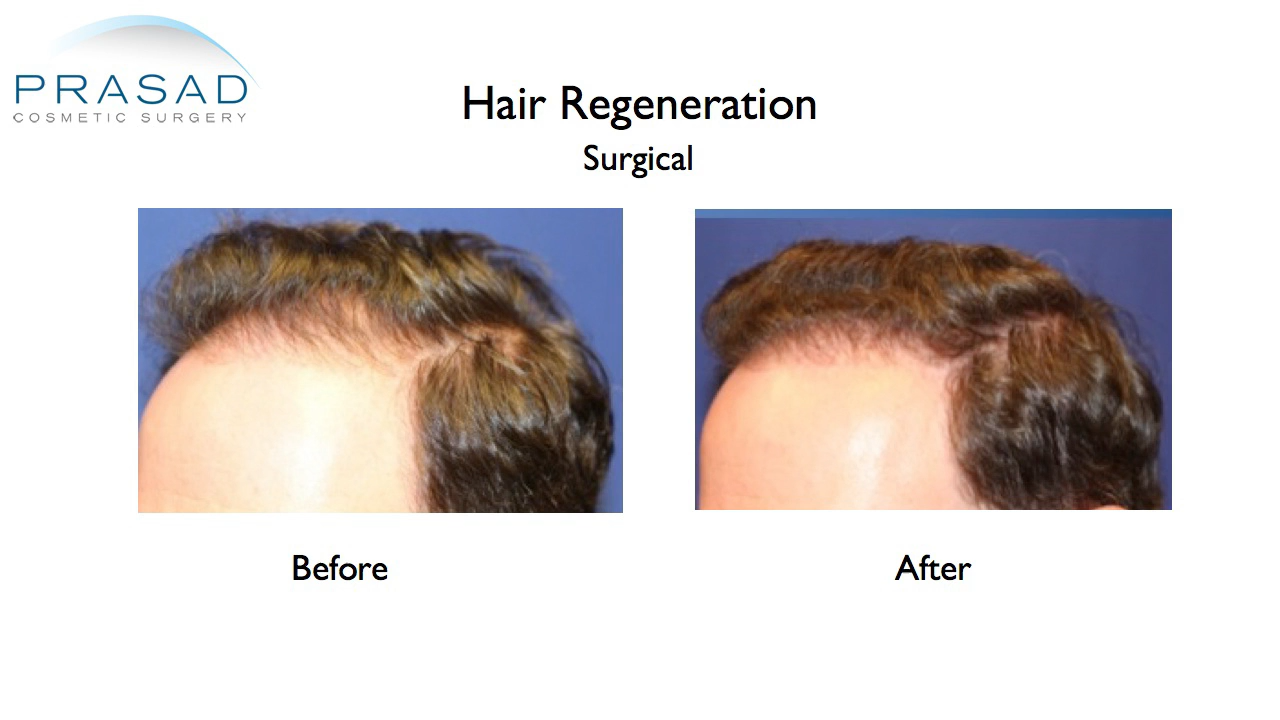 PRASAD
COSMETIC SURGERY
Hair Regeneration
Surgical
Before
After